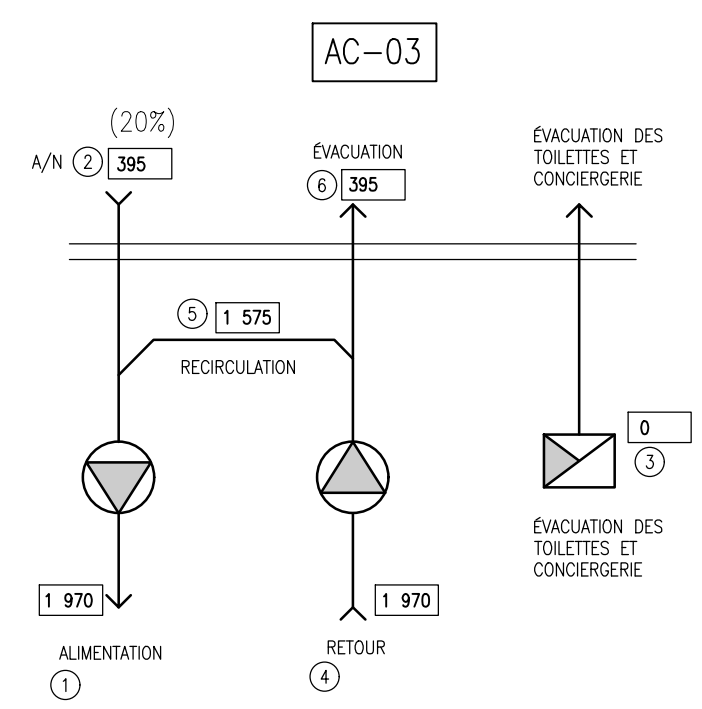 AC-03
(20%)
A/N 2 395
ÉVACUATION
6 395
ÉVACUATION DES
TOILETTES ET
CONCIERGERIE
5 1 575
RECIRCULATION
0
3
ÉVACUATION DES
TOILETTES ET
CONCIERGERIE
1 970
1 970
ALIMENTATION
1
RETOUR
4